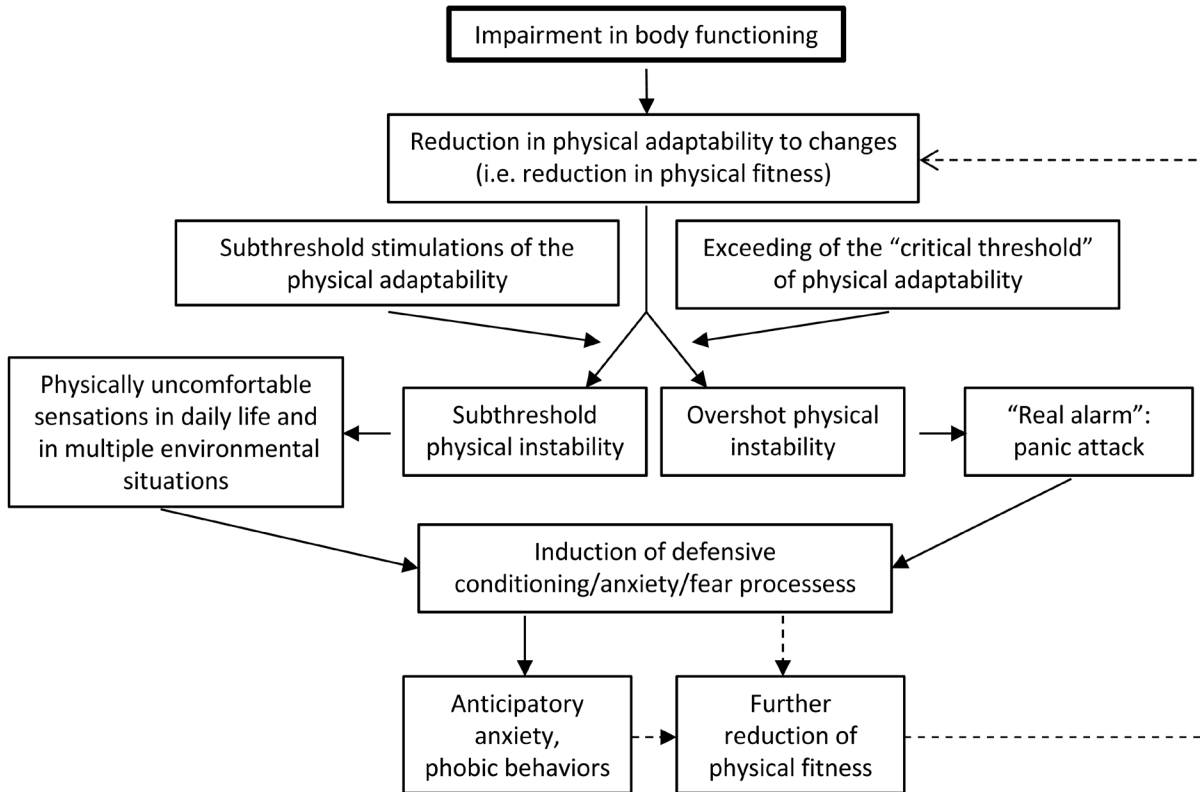 Impairment in body functioning
Reduction in physical adaptability to changes
(i.e. reduction in physical fitness)
Subthreshold stimulations of the
physical adaptability
Exceeding of the “critical threshold”
of physical adaptability
Physically uncomfortable
sensations in daily life and
in multiple environmental
situations
Subthreshold
physical instability
Overshot physical
instability
“Real alarm”:
panic attack
Induction of defensive
conditioning/anxiety/fear processess
Anticipatory
anxiety,
phobic behaviors
Further
reduction of
physical fitness